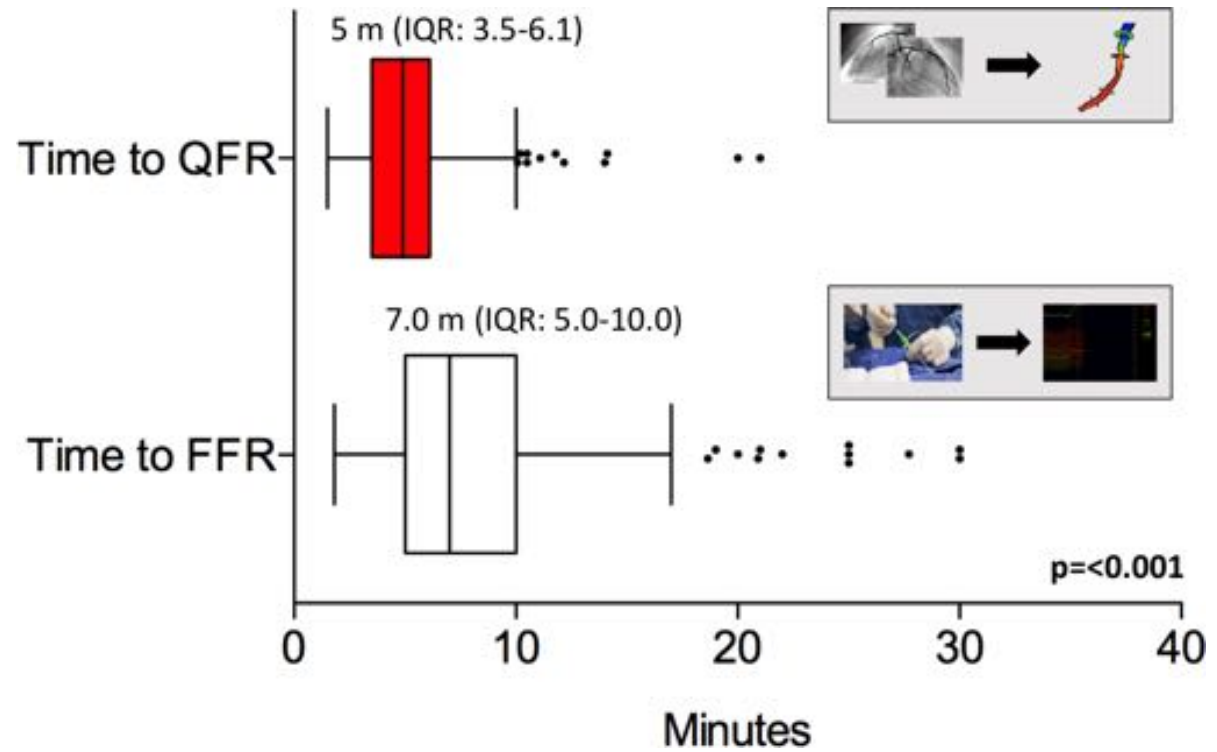 5 m (IQR: 3.5-6.1)
Time to QFR
7.0 m (IQR: 5.0-10.0)
Time to FFR
p=<0.001
0 10 20 30 40
Minutes